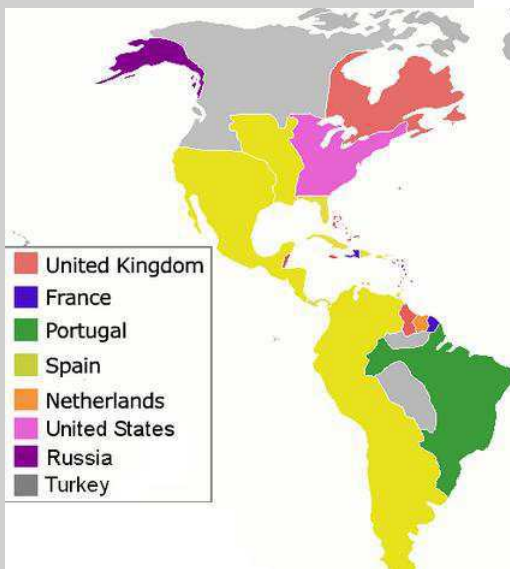 United Kingdom
France
Portugal
Spain
Netherlands
United States
Russia
Turkey